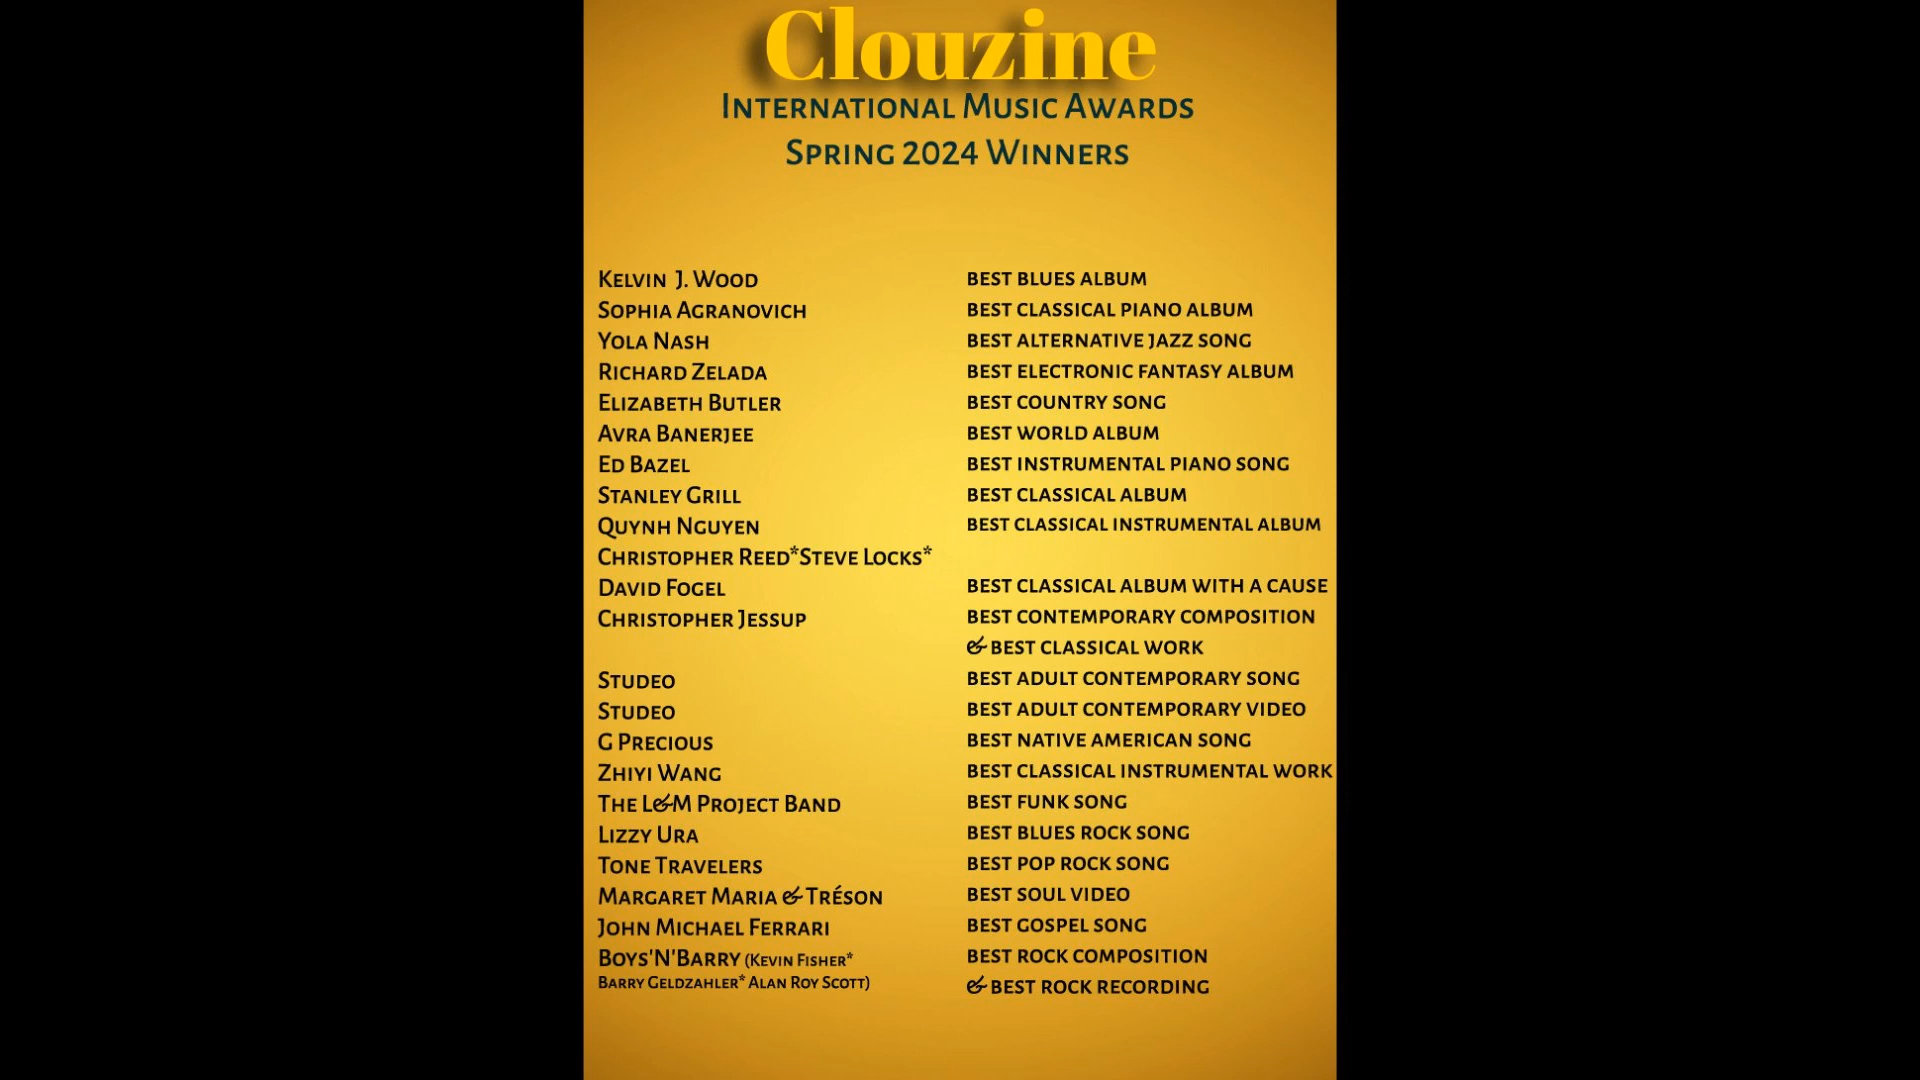 Clouzine
International Music Awards
Spring 2024 Winners
Kelvin J. Wood BEST BLUES ALBUM
Sophia Agranovich BEST CLASSICAL PIANO ALBUM
Yola Nash BEST ALTERNATIVE JAZZ SONG
Richard Zelada BEST ELECTRONIC FANTASY ALBUM
Elizabeth Butler BEST COUNTRY SONG
Avra Banerjee BEST WORLD ALBUM
Ed Bazel BEST INSTRUMENTAL PIANO SONG
Stanley Grill BEST CLASSICAL ALBUM
Quynh Nguyen BEST CLASSICAL INSTRUMENTAL ALBUM
Christopher Reed*Steve Locks*
David Fogel BEST CLASSICAL ALBUM WITH A CAUSE
Christopher Jessup BEST CONTEMPORARY COMPOSITION
& BEST CLASSICAL WORK
Studeo BEST ADULT CONTEMPORARY SONG
Studeo BEST ADULT CONTEMPORARY VIDEO
G Precious BEST NATIVE AMERICAN SONG
Zhiyi Wang BEST CLASSICAL INSTRUMENTAL WORK
The L&M Project Band BEST FUNK SONG
Lizzy Ura BEST BLUES ROCK SONG
Tone Travelers BEST POP ROCK SONG
Margaret Maria & Tréson BEST SOUL VIDEO
John Michael Ferrari BEST GOSPEL SONG
Boys'N'Barry (Kevin Fisher* BEST ROCK COMPOSITION
Barry Geldzahler* Alan Roy Scott) & BEST ROCK RECORDING